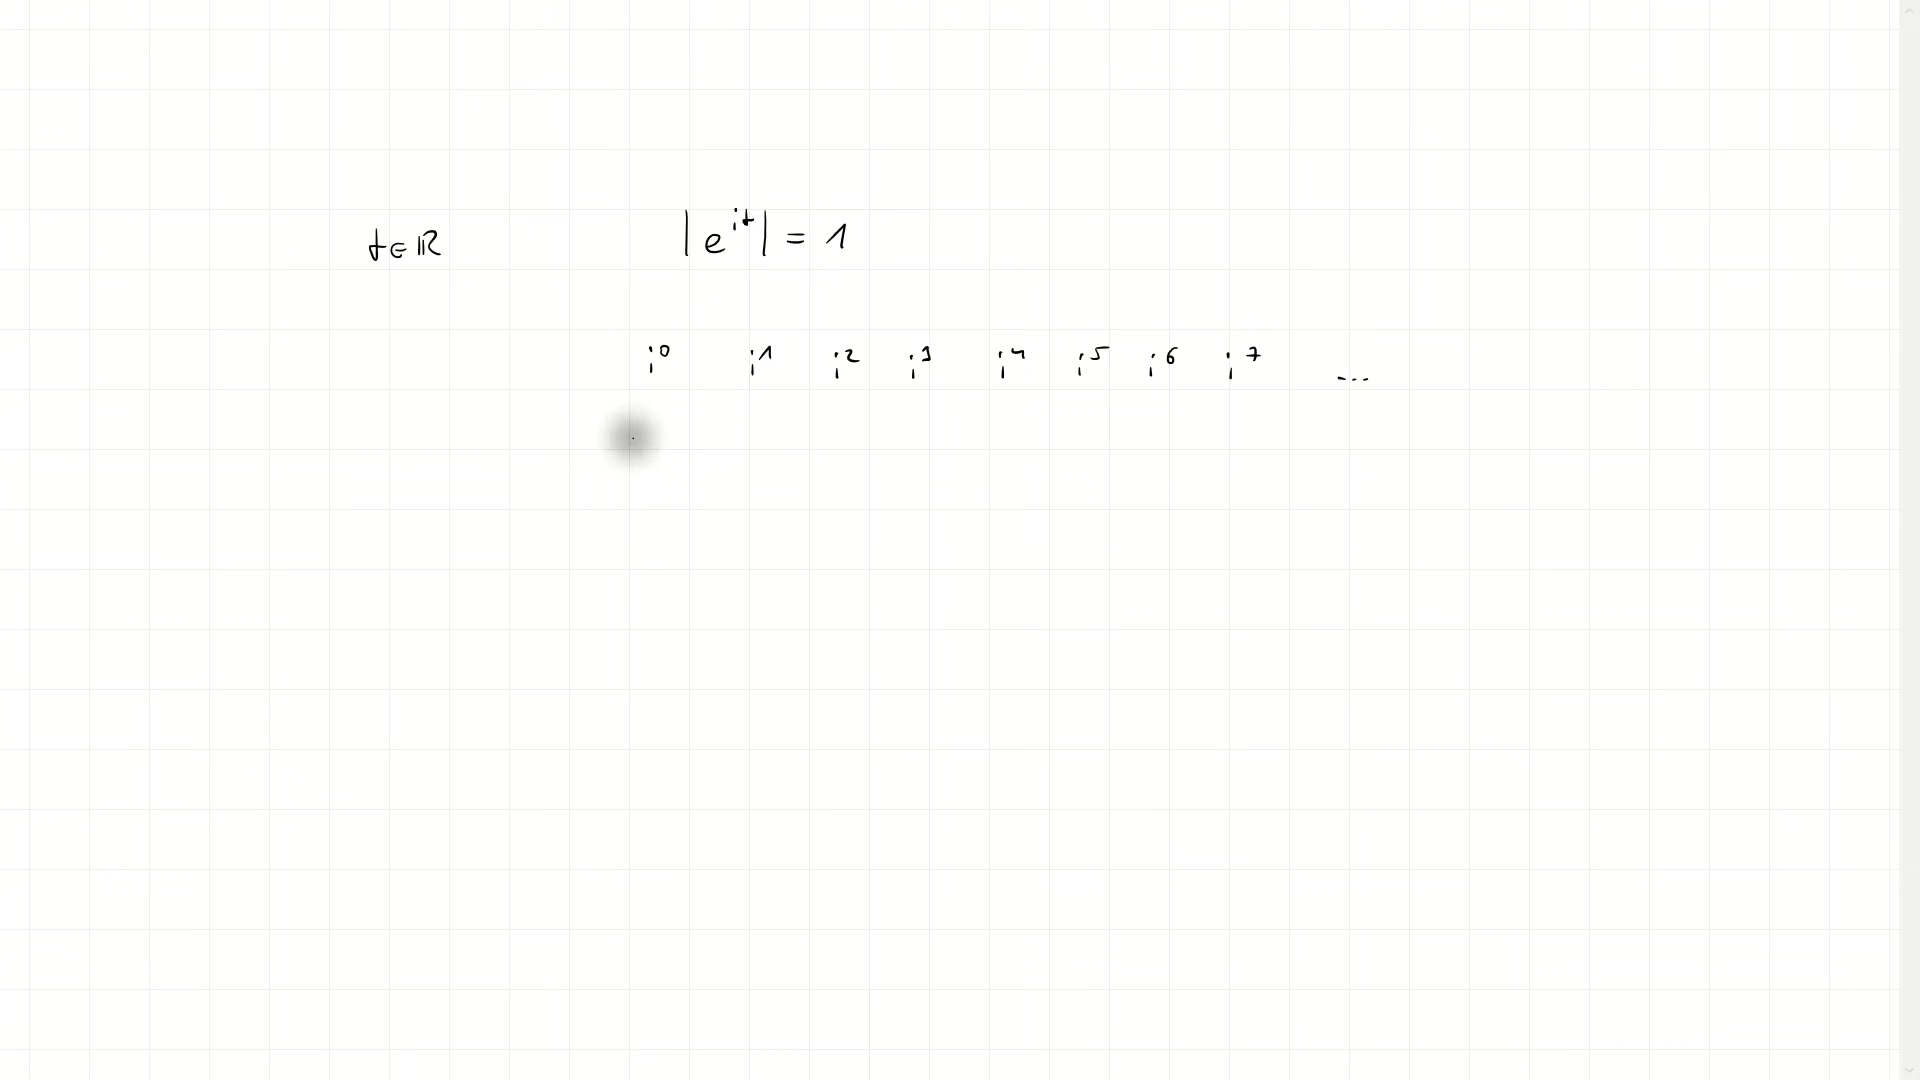 t ∈ ℝ |e^{it}| = 1
i^0 i^1 i^2 i^3 i^4 i^5 i^6 i^7 ...